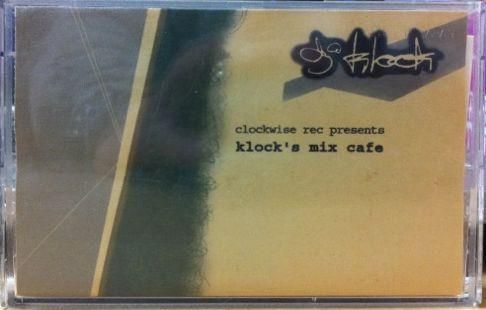 dj klock
clockwise rec presents
klock's mix cafe